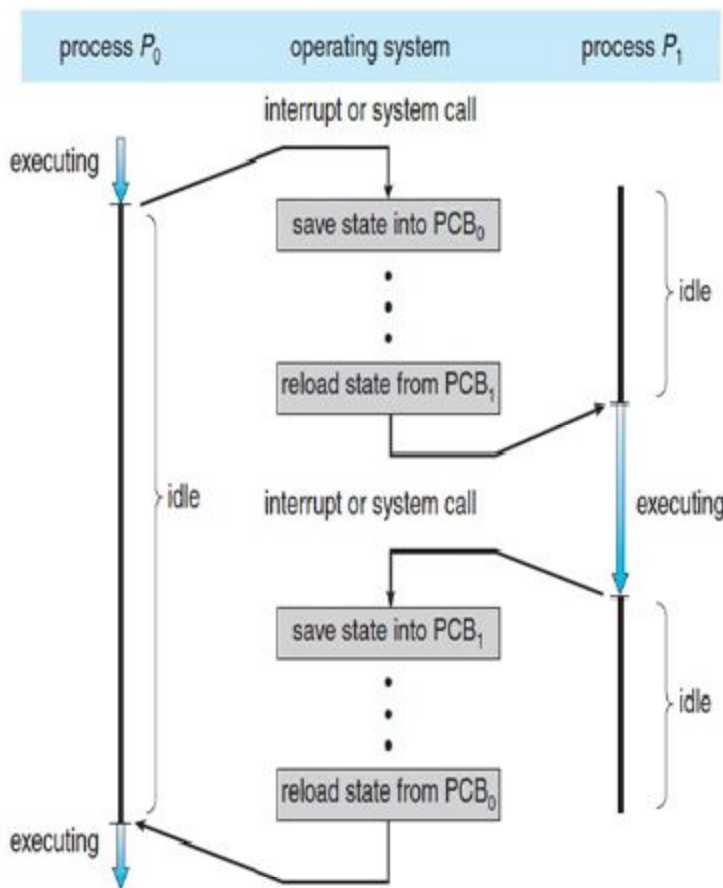 process P₀ operating system process P₁
interrupt or system call
executing
save state into PCB₀
idle
reload state from PCB₁
idle
interrupt or system call
executing
save state into PCB₁
idle
reload state from PCB₀
executing